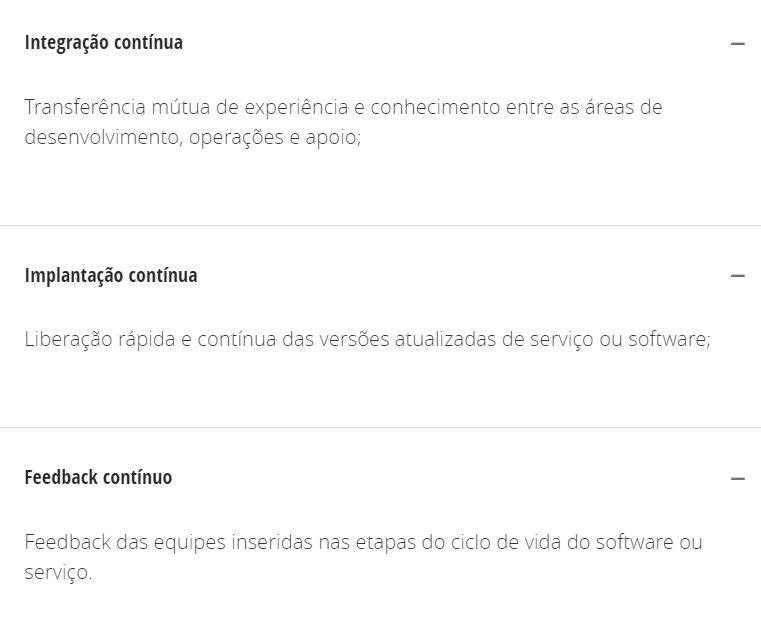 Integração contínua
Transferência mútua de experiência e conhecimento entre as áreas de
desenvolvimento, operações e apoio;
Implantação contínua
Liberação rápida e contínua das versões atualizadas de serviço ou software;
Feedback contínuo
Feedback das equipes inseridas nas etapas do ciclo de vida do software ou
serviço.